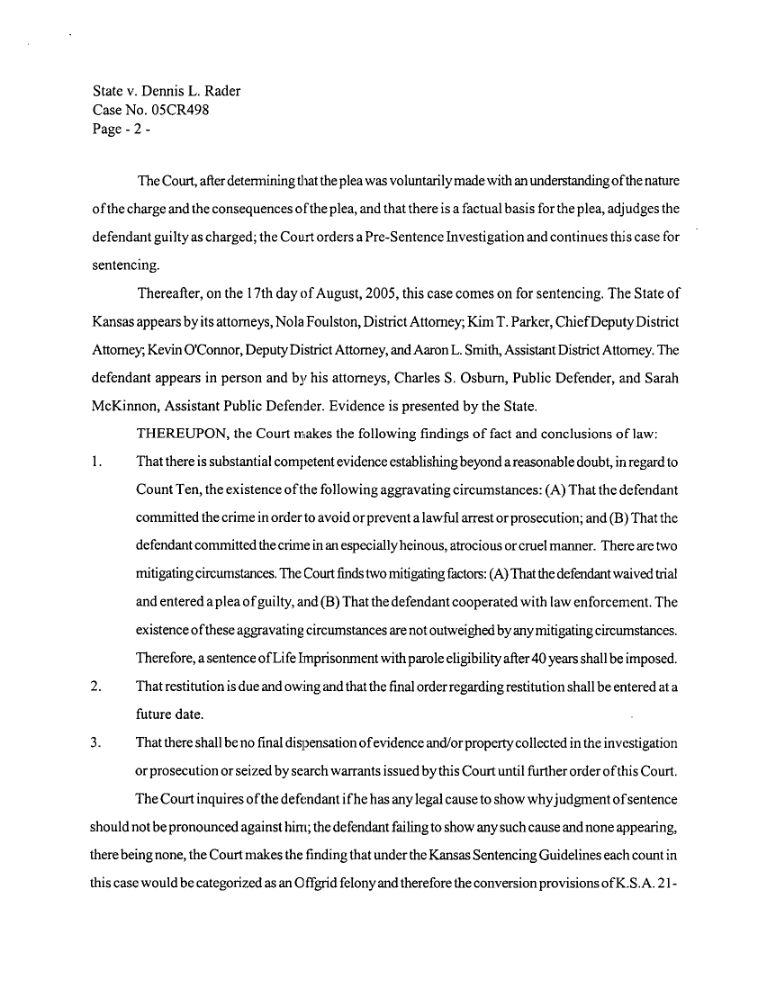 State v. Dennis L. Rader
Case No. 05CR498
Page - 2 -
The Court, after determining that the plea was voluntarily made with an understanding of the nature
of the charge and the consequences of the plea, and that there is a factual basis for the plea, adjudges the
defendant guilty as charged; the Court orders a Pre-Sentence Investigation and continues this case for
sentencing.
Thereafter, on the 17th day of August, 2005, this case comes on for sentencing. The State of
Kansas appears by its attorneys, Nola Foulston, District Attorney; Kim T. Parker, Chief Deputy District
Attorney; Kevin O'Connor, Deputy District Attorney, and Aaron L. Smith, Assistant District Attorney. The
defendant appears in person and by his attorneys, Charles S. Osburn, Public Defender, and Sarah
McKinnon, Assistant Public Defender. Evidence is presented by the State.
THEREUPON, the Court makes the following findings of fact and conclusions of law:
1. That there is substantial competent evidence establishing beyond a reasonable doubt, in regard to
Count Ten, the existence of the following aggravating circumstances: (A) That the defendant
committed the crime in order to avoid or prevent a lawful arrest or prosecution; and (B) That the
defendant committed the crime in an especially heinous, atrocious or cruel manner. There are two
mitigating circumstances. The Court finds two mitigating factors: (A) That the defendant waived trial
and entered a plea of guilty, and (B) That the defendant cooperated with law enforcement. The
existence of these aggravating circumstances are not outweighed by any mitigating circumstances.
Therefore, a sentence of Life Imprisonment with parole eligibility after 40 years shall be imposed.
2. That restitution is due and owing and that the final order regarding restitution shall be entered at a
future date.
3. That there shall be no final dispensation of evidence and/or property collected in the investigation
or prosecution or seized by search warrants issued by this Court until further order of this Court.
The Court inquires of the defendant if he has any legal cause to show why judgment of sentence
should not be pronounced against him; the defendant failing to show any such cause and none appearing,
there being none, the Court makes the finding that under the Kansas Sentencing Guidelines each count in
this case would be categorized as an Offgrid felony and therefore the conversion provisions of K.S.A. 21-